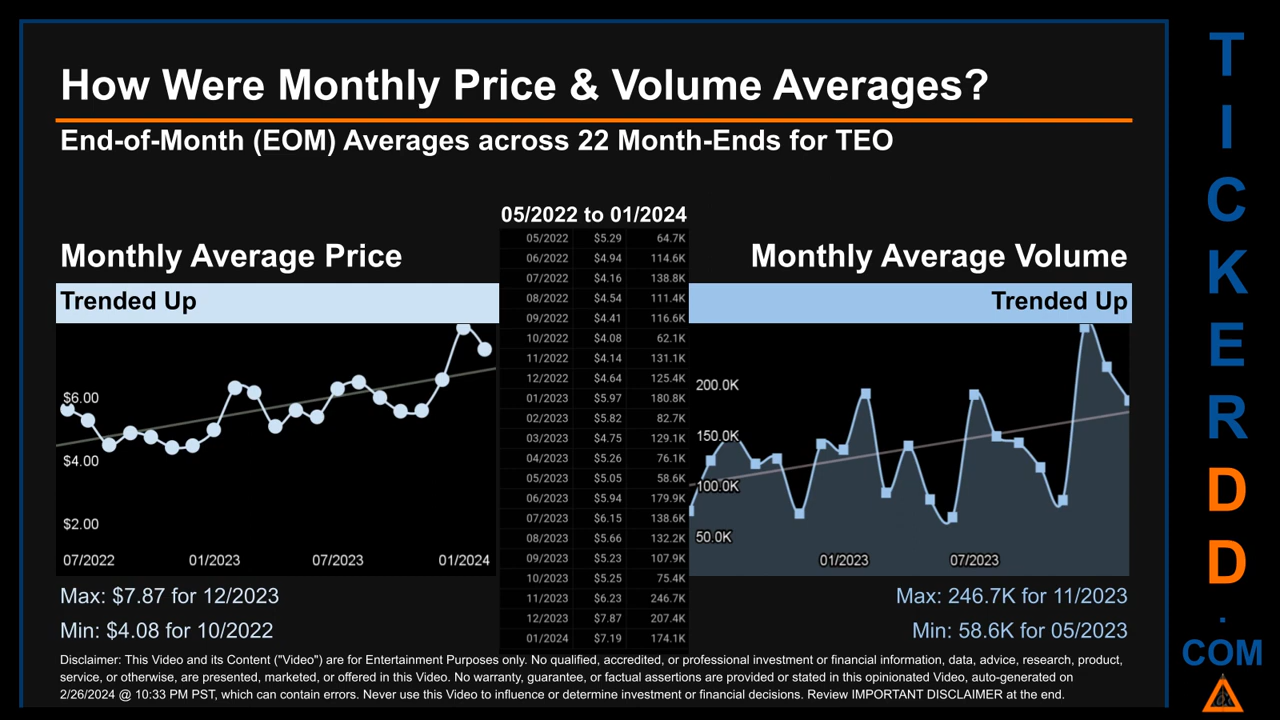 How Were Monthly Price & Volume Averages?
End-of-Month (EOM) Averages across 22 Month-Ends for TEO
05/2022 to 01/2024
Monthly Average Price
Trended Up
$6.00
$4.00
$2.00
07/2022 01/2023 07/2023 01/2024
Max: $7.87 for 12/2023
Min: $4.08 for 10/2022
05/2022 $5.29 64.7K
06/2022 $4.94 114.6K
07/2022 $4.16 138.8K
08/2022 $4.54 111.4K
09/2022 $4.41 116.6K
10/2022 $4.08 62.1K
11/2022 $4.14 131.1K
12/2022 $4.64 125.4K
01/2023 $5.97 180.8K
02/2023 $5.82 82.7K
03/2023 $4.75 129.1K
04/2023 $5.26 76.1K
05/2023 $5.05 58.6K
06/2023 $5.94 179.9K
07/2023 $6.15 138.6K
08/2023 $5.66 132.2K
09/2023 $5.23 107.9K
10/2023 $5.25 75.4K
11/2023 $6.23 246.7K
12/2023 $7.87 207.4K
01/2024 $7.19 174.1K
Monthly Average Volume
Trended Up
200.0K
150.0K
100.0K
50.0K
01/2023 07/2023
Max: 246.7K for 11/2023
Min: 58.6K for 05/2023
Disclaimer: This Video and its Content ("Video") are for Entertainment Purposes only. No qualified, accredited, or professional investment or financial information, data, advice, research, product,
service, or otherwise, are presented, marketed, or offered in this Video. No warranty, guarantee, or factual assertions are provided or stated in this opinionated Video, auto-generated on
2/26/2024 @ 10:33 PM PST, which can contain errors. Never use this Video to influence or determine investment or financial decisions. Review IMPORTANT DISCLAIMER at the end.
T
I
C
K
E
R
D
D
.
COM